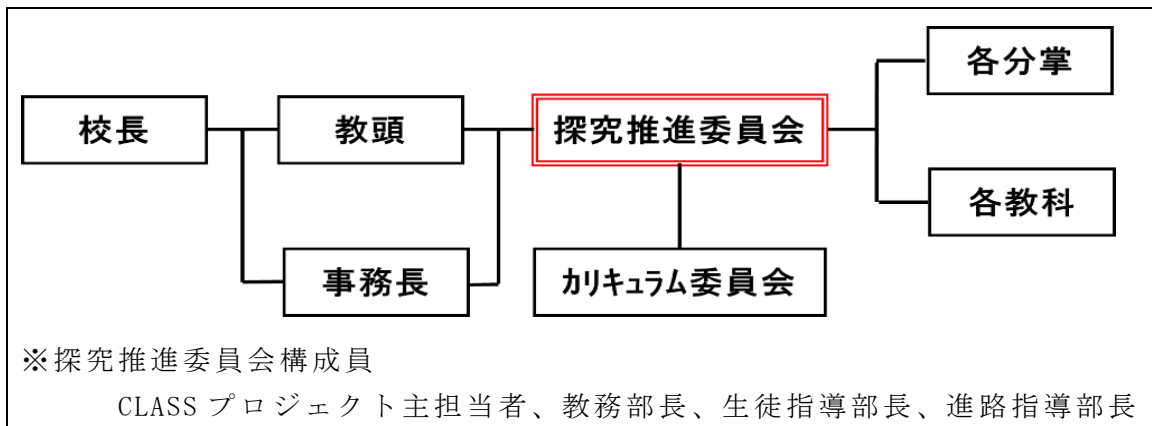 各分掌
校長
教頭
探究推進委員会
各教科
事務長
カリキュラム委員会
※探究推進委員会構成員
CLASSプロジェクト主担当者、教務部長、生徒指導部長、進路指導部長